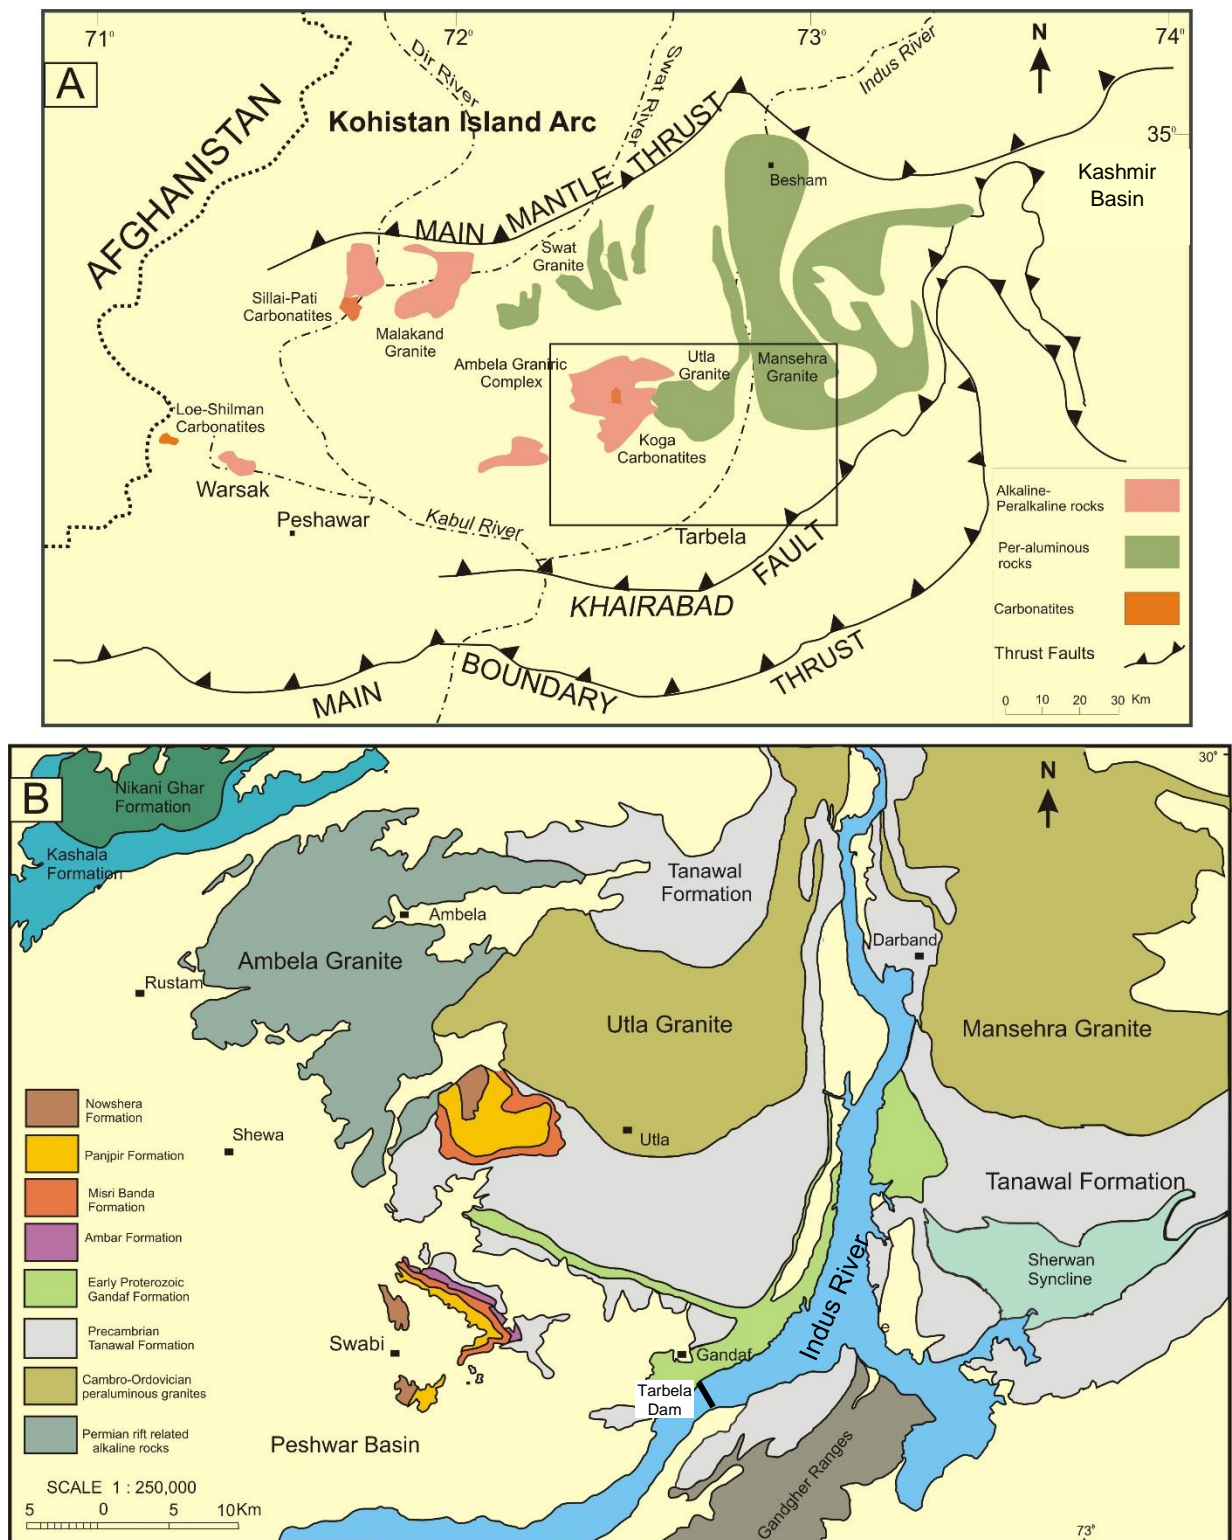 71°
72°
73°
74°
N
A
35°
Dir River
Swat River
Indus River
AFGHANISTAN
Kohistan Island Arc
MAIN MANTLE THRUST
Kashmir
Basin
Besham
Swat
Granite
Sillai-Pati
Carbonatites
Malakand
Granite
Ambela Graniric
Complex
Utla
Granite
Mansehra
Granite
Loe-Shilman
Carbonatites
Koga
Carbonatites
Warsak
Peshawar
Kabul River
Tarbela
KHAIRABAD FAULT
MAIN BOUNDARY THRUST
Alkaline-
Peralkaline rocks
Per-aluminous
rocks
Carbonatites
Thrust Faults
0 10 20 30 Km
B
N
30°
Nikani Ghar
Formation
Kashala
Formation
Tanawal
Formation
Ambela
Darband
Ambela Granite
Rustam
Utla Granite
Mansehra Granite
Nowshera
Formation
Panjpir Formation
Misri Banda
Formation
Ambar Formation
Early Proterozoic
Gandaf Formation
Precambrian
Tanawal Formation
Cambro-Ordovician
peraluminous granites
Permian rift related
alkaline rocks
Shewa
Utla
Tanawal Formation
Sherwan
Syncline
Indus River
e
Swabi
Gandaf
Tarbela
Dam
Peshwar Basin
Gandgher Ranges
SCALE 1 : 250,000
5 0 5 10Km
73°